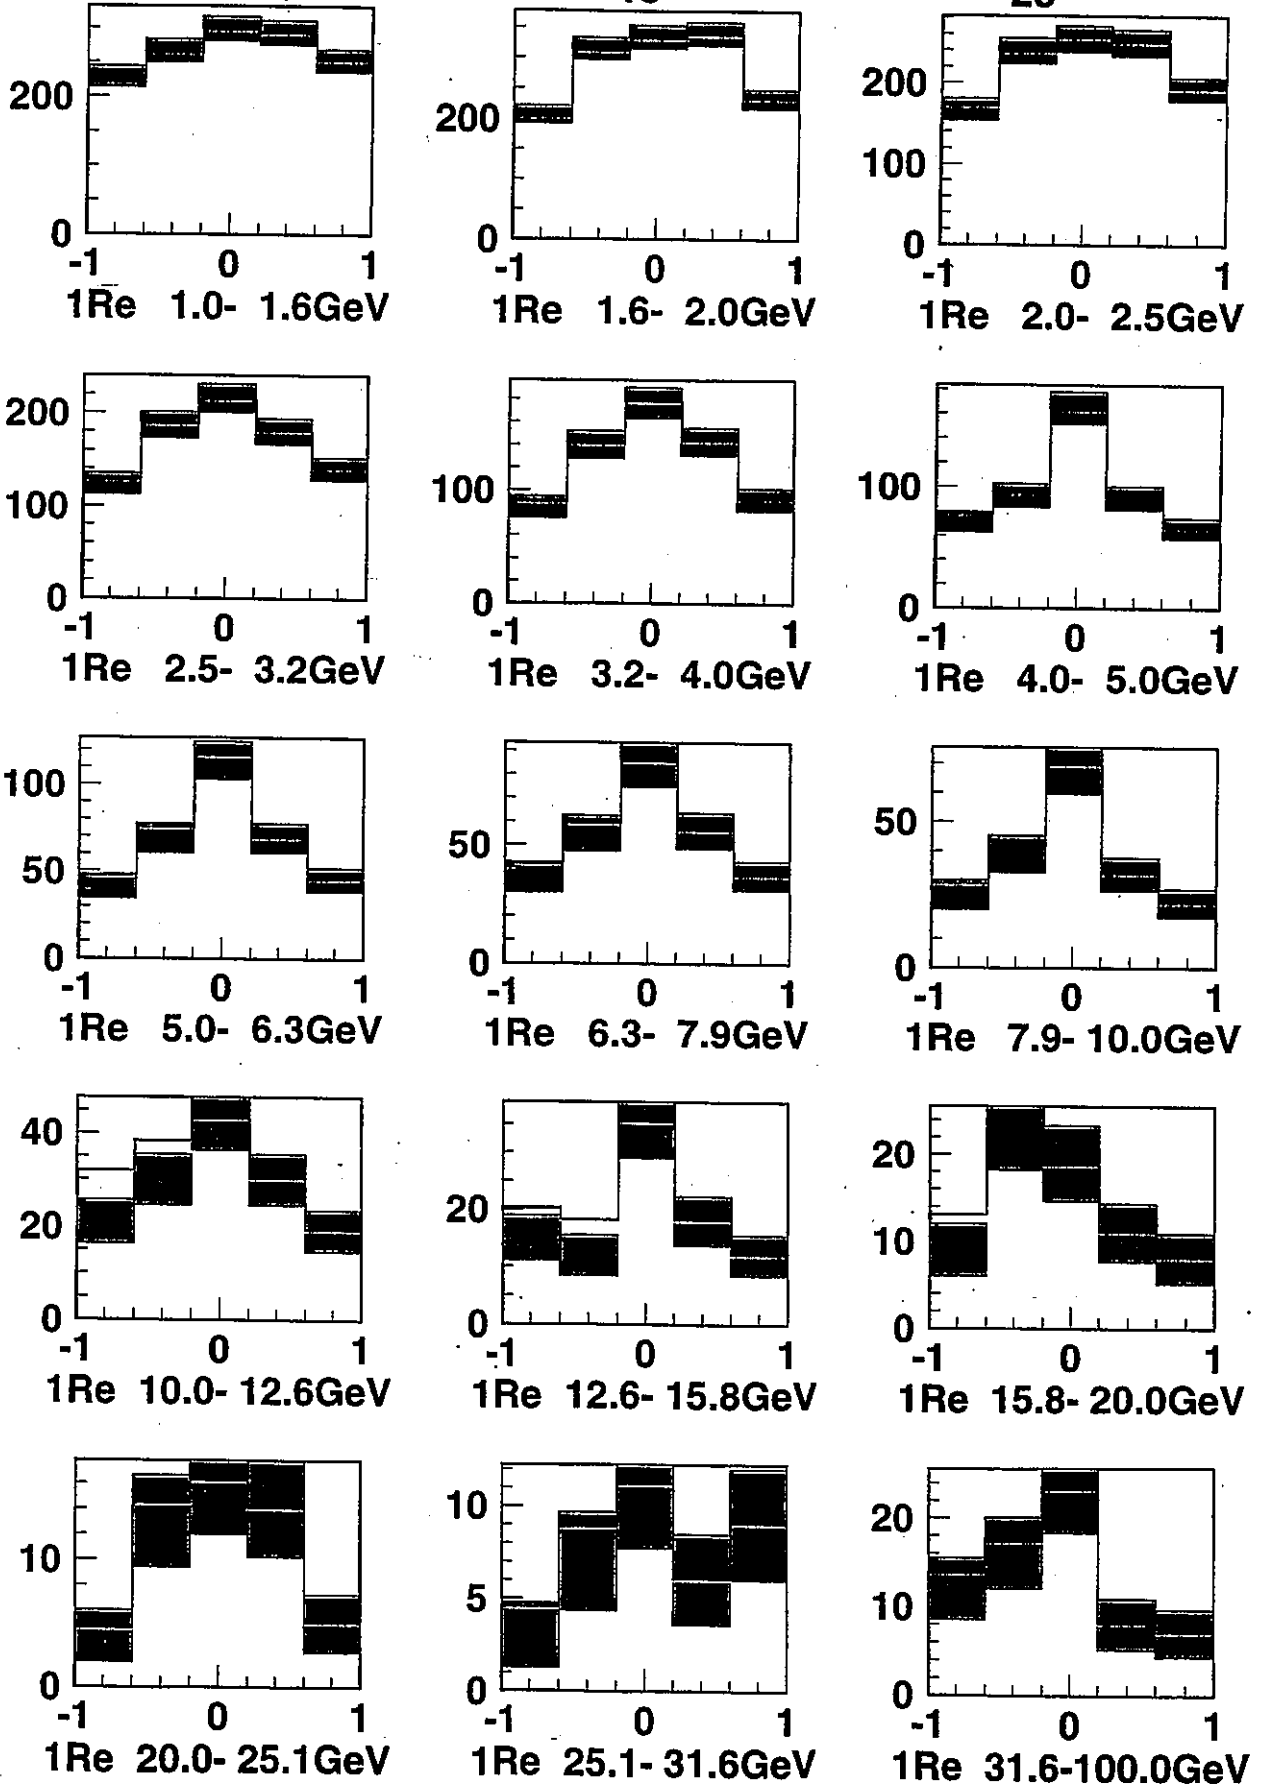 200
0
-1 0 1
1Re 1.0- 1.6GeV
200
0
-1 0 1
1Re 1.6- 2.0GeV
200
100
0
-1 0 1
1Re 2.0- 2.5GeV
200
100
0
-1 0 1
1Re 2.5- 3.2GeV
100
0
-1 0 1
1Re 3.2- 4.0GeV
100
0
-1 0 1
1Re 4.0- 5.0GeV
100
50
0
-1 0 1
1Re 5.0- 6.3GeV
50
0
-1 0 1
1Re 6.3- 7.9GeV
50
0
-1 0 1
1Re 7.9- 10.0GeV
40
20
0
-1 0 1
1Re 10.0- 12.6GeV
20
0
-1 0 1
1Re 12.6- 15.8GeV
20
10
0
-1 0 1
1Re 15.8- 20.0GeV
10
0
-1 0 1
1Re 20.0- 25.1GeV
10
5
0
-1 0 1
1Re 25.1- 31.6GeV
20
10
0
-1 0 1
1Re 31.6-100.0GeV